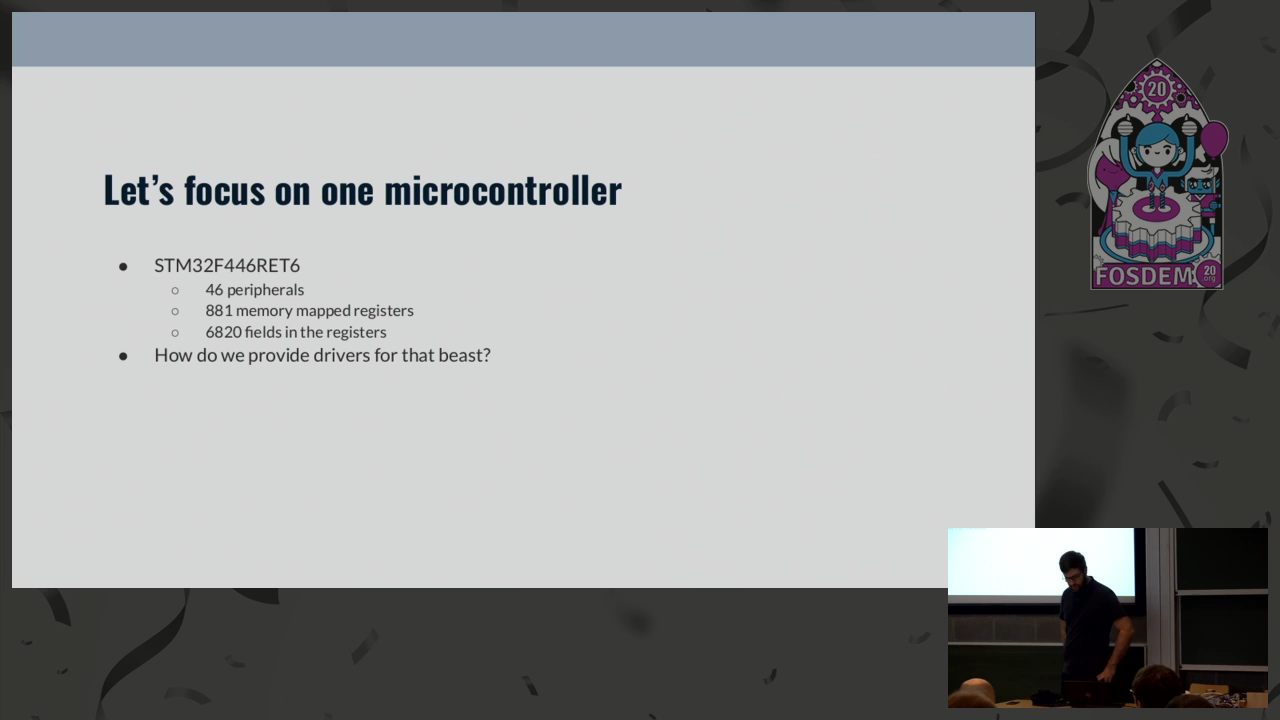 Let's focus on one microcontroller
● STM32F446RET6
○ 46 peripherals
○ 881 memory mapped registers
○ 6820 fields in the registers
● How do we provide drivers for that beast?
20
FOSDEM
20
.org